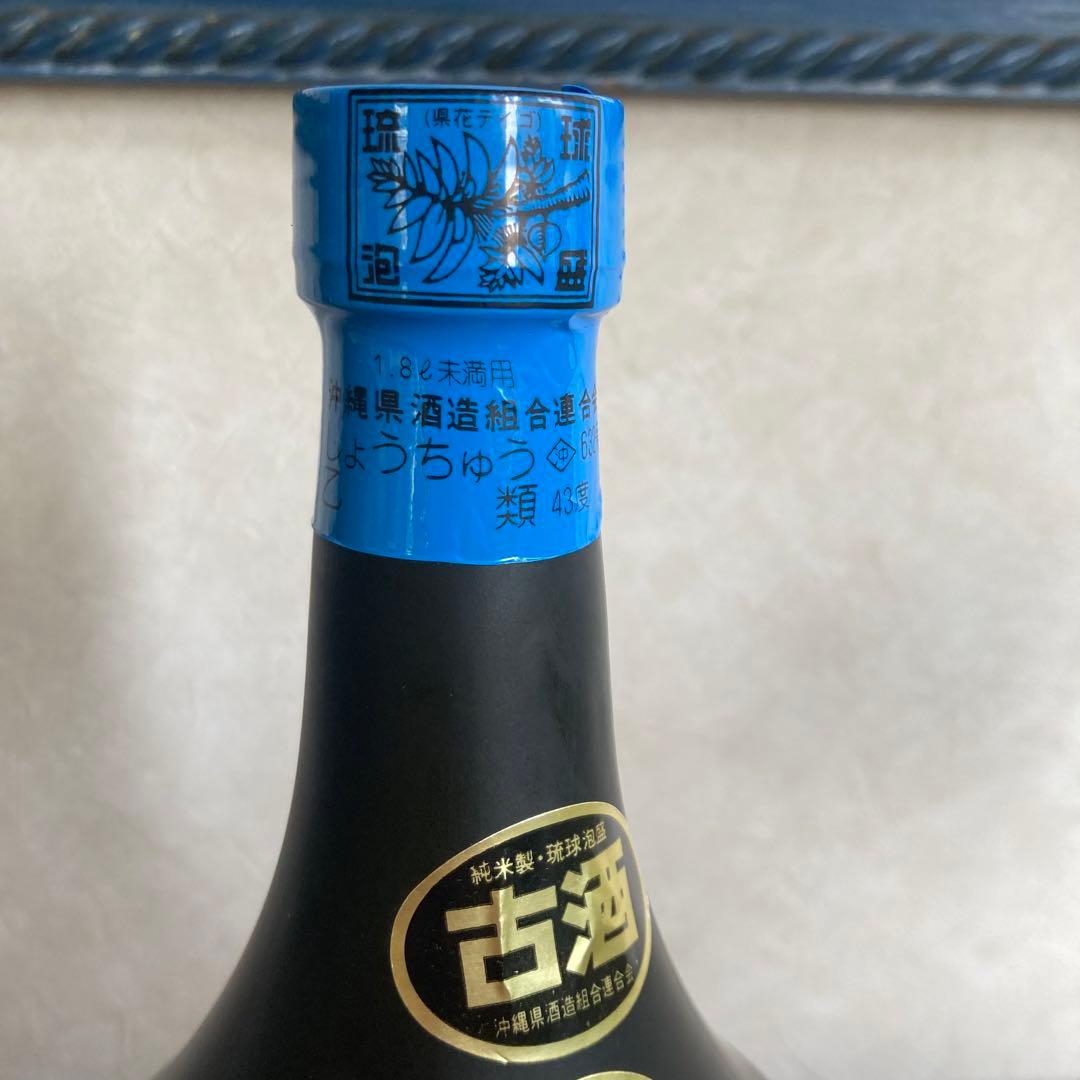 琉球
(県花デイゴ)
泡盛
1.8ℓ未満用
沖縄県酒造組合連合
しょうちゅう 沖
乙類 43度
純米製・琉球泡盛
古酒
沖縄県酒造組合連合会